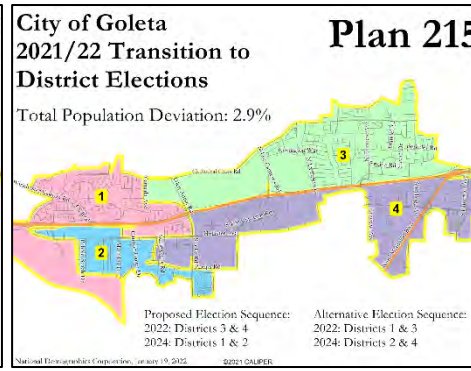 City of Goleta
2021/22 Transition to
District Elections
Plan 215
Total Population Deviation: 2.9%
3
1
4
2
Proposed Election Sequence:
2022: Districts 3 & 4
2024: Districts 1 & 2
Alternative Election Sequence:
2022: Districts 1 & 3
2024: Districts 2 & 4
National Demographics Corporation, January 19, 2022
©2021 CALIPER